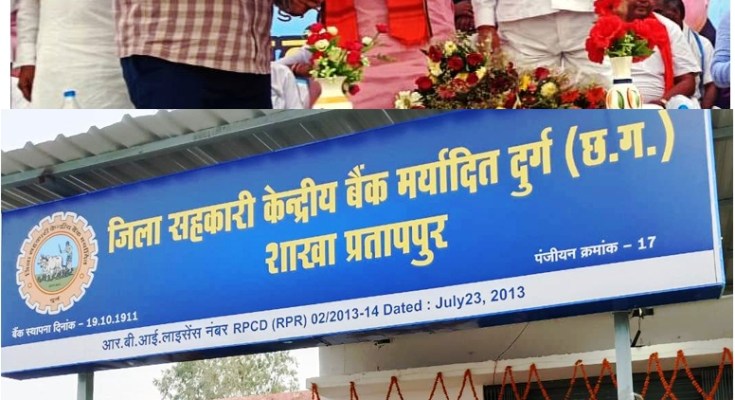 जिला सहकारी केन्द्रीय बैंक मर्यादित दुर्ग (छ.ग.)
शाखा प्रतापपुर
पंजीयन क्रमांक - 17
बैंक स्थापना दिनांक - 19.10.1911
आर.बी.आई.लाइसेंस नंबर RPCD (RPR) 02/2013-14 Dated : July23, 2013